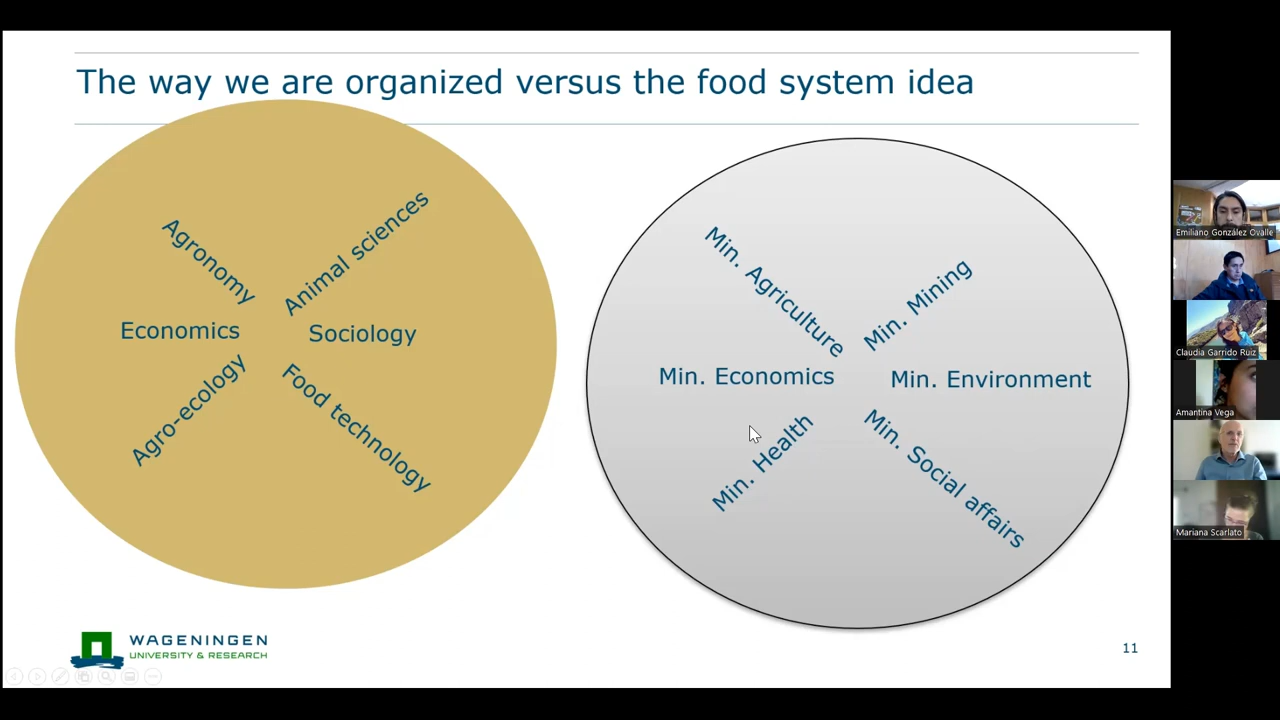 The way we are organized versus the food system idea
Agronomy
Animal sciences
Economics
Sociology
Agro-ecology
Food technology
Min. Agriculture
Min. Mining
Min. Economics
Min. Environment
Min. Health
Min. Social affairs
WAGENINGEN
UNIVERSITY & RESEARCH
11
Emiliano González Ovalle
Claudia Garrido Ruiz
Amantina Vega
Mariana Scarlato